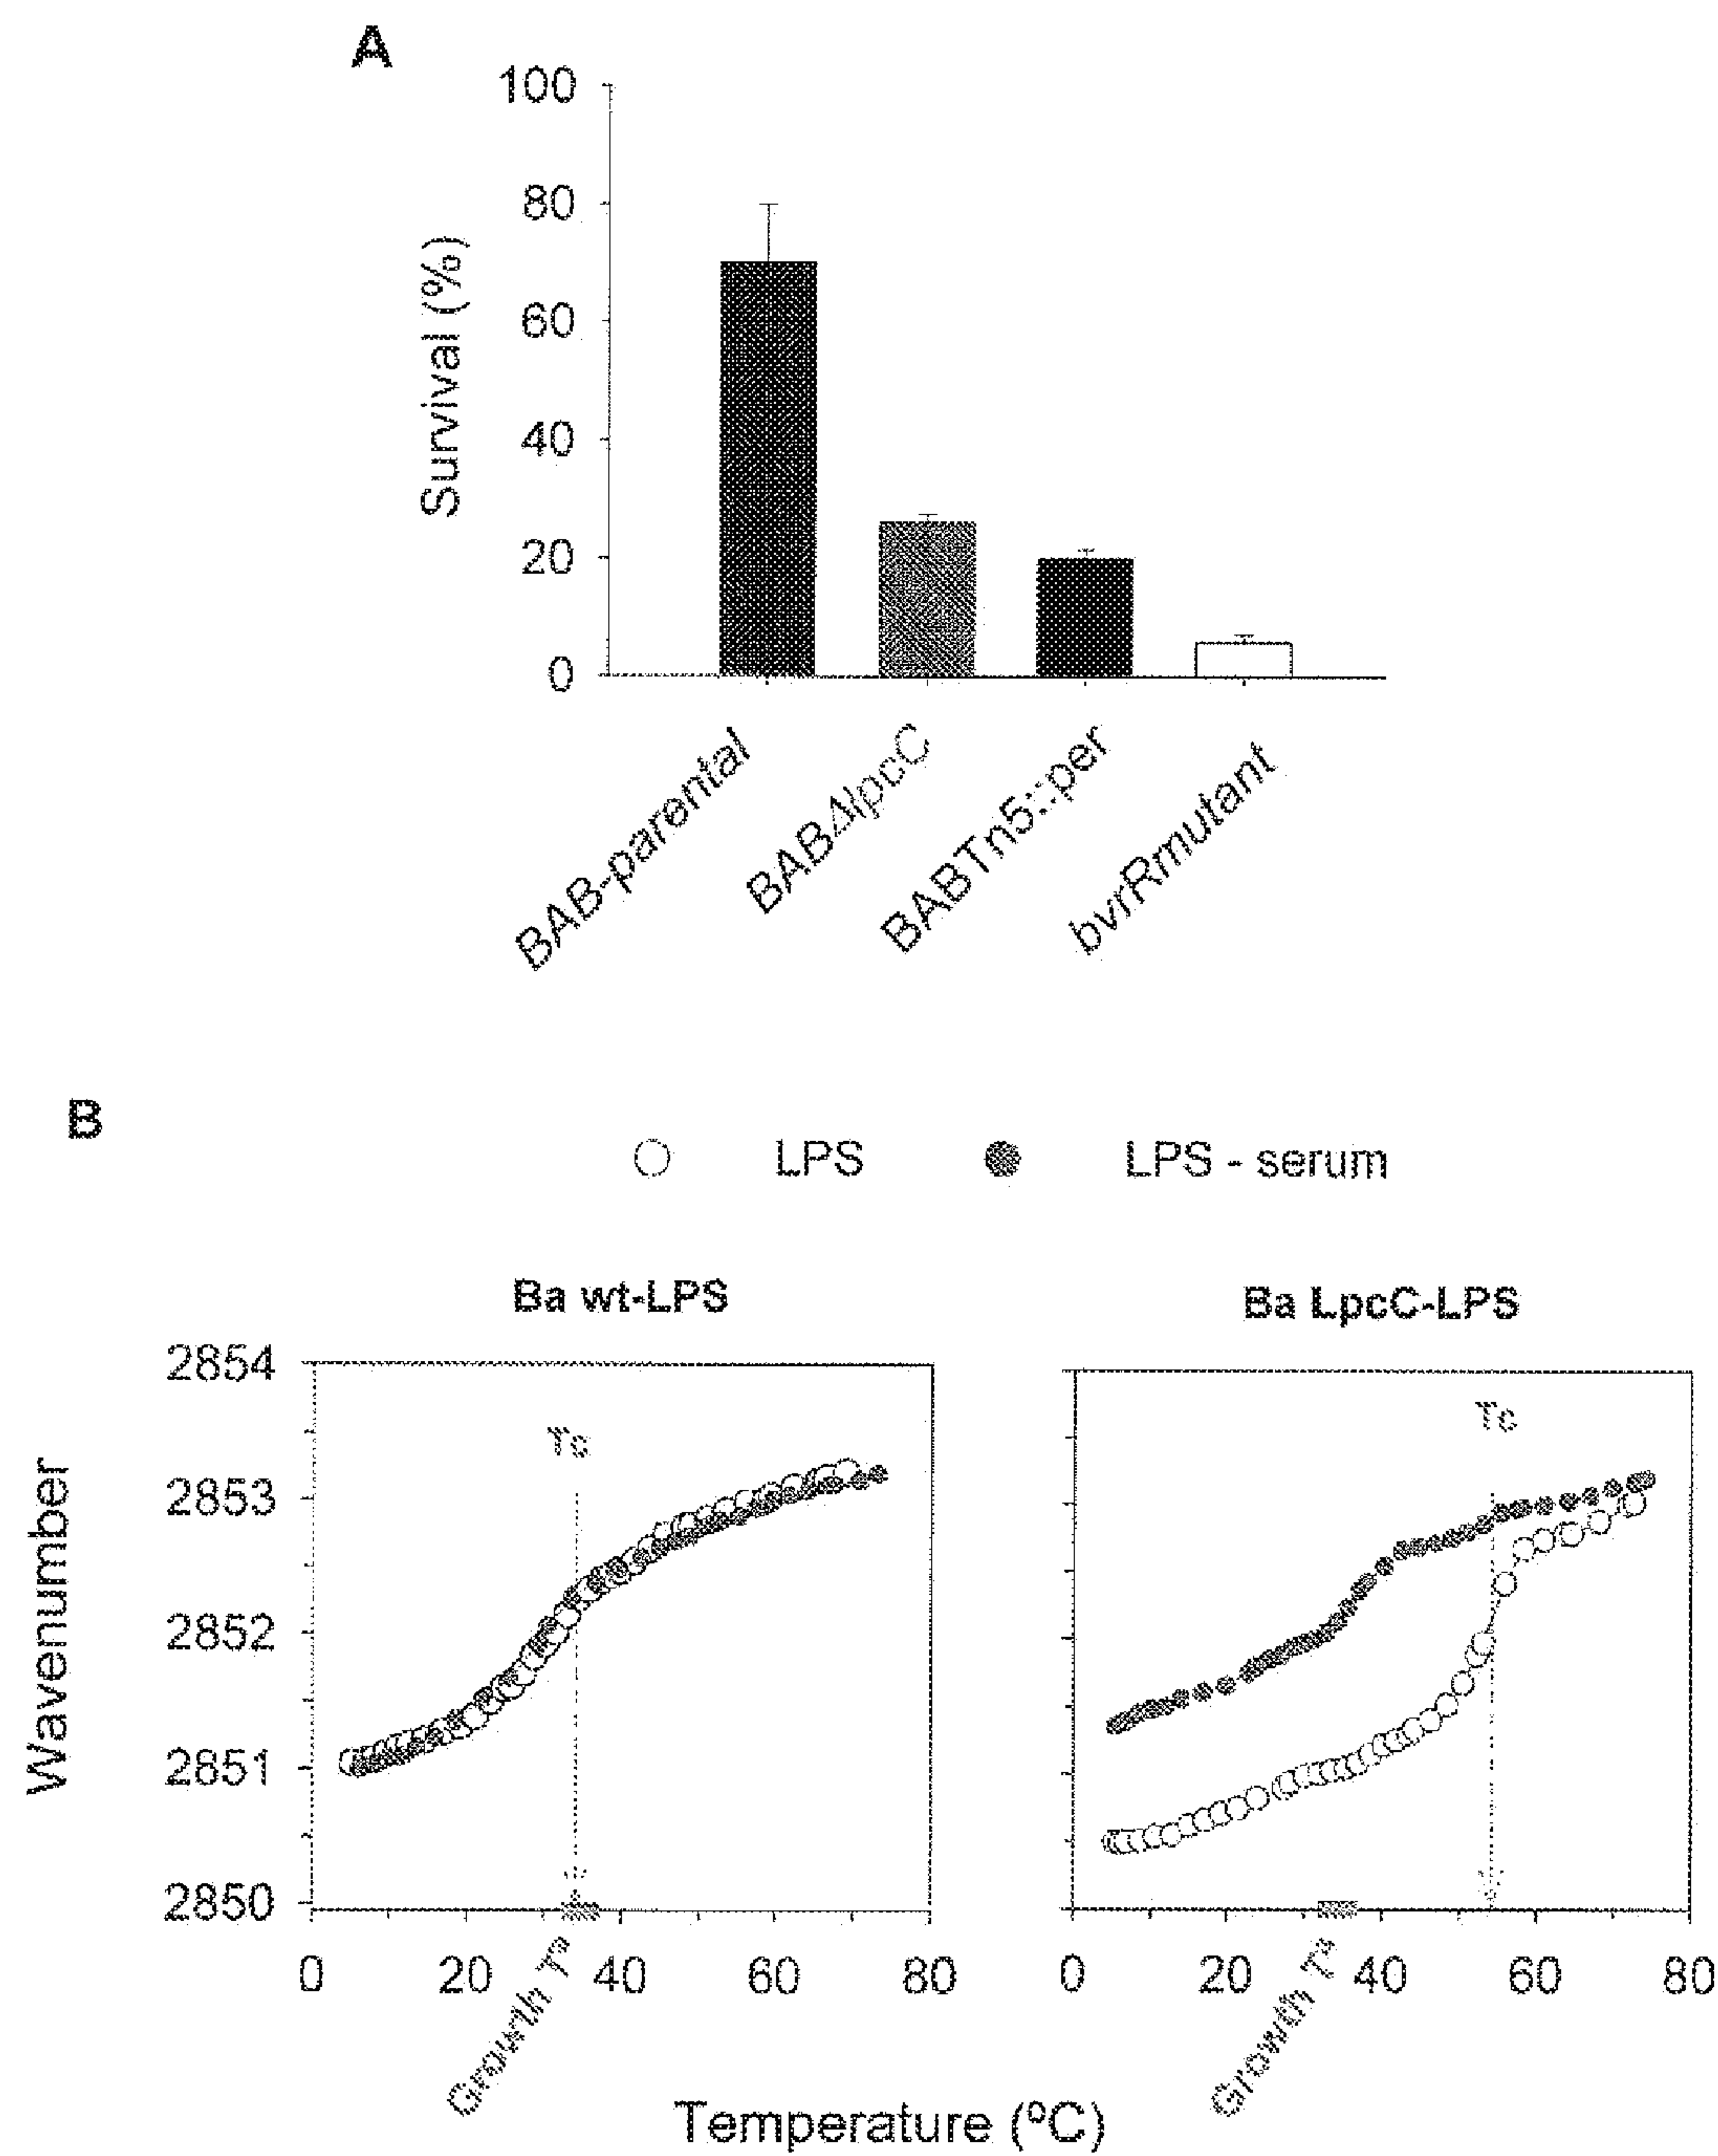 A
100
80
60
40
20
0
Survival (%)
BAB-parental
BABΔlpcC
BABTn5::per
bvrRmutant
B
LPS
LPS - serum
Ba wt-LPS
Ba LpcC-LPS
2854
2853
2852
2851
2850
Wavenumber
Tc
Tc
0 20 40 60 80
0 20 40 60 80
Growth Tª
Growth Tª
Temperature (ºC)